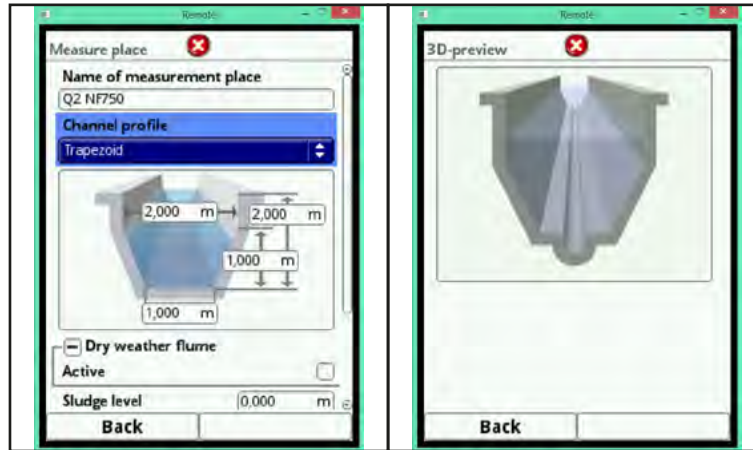 Remote
Measure place
Name of measurement place
Q2 NF750
Channel profile
Trapezoid
2,000 m
2,000 m
1,000 m
1,000 m
Dry weather flume
Active
Sludge level 0,000 m
Back
Remote
3D-preview
Back